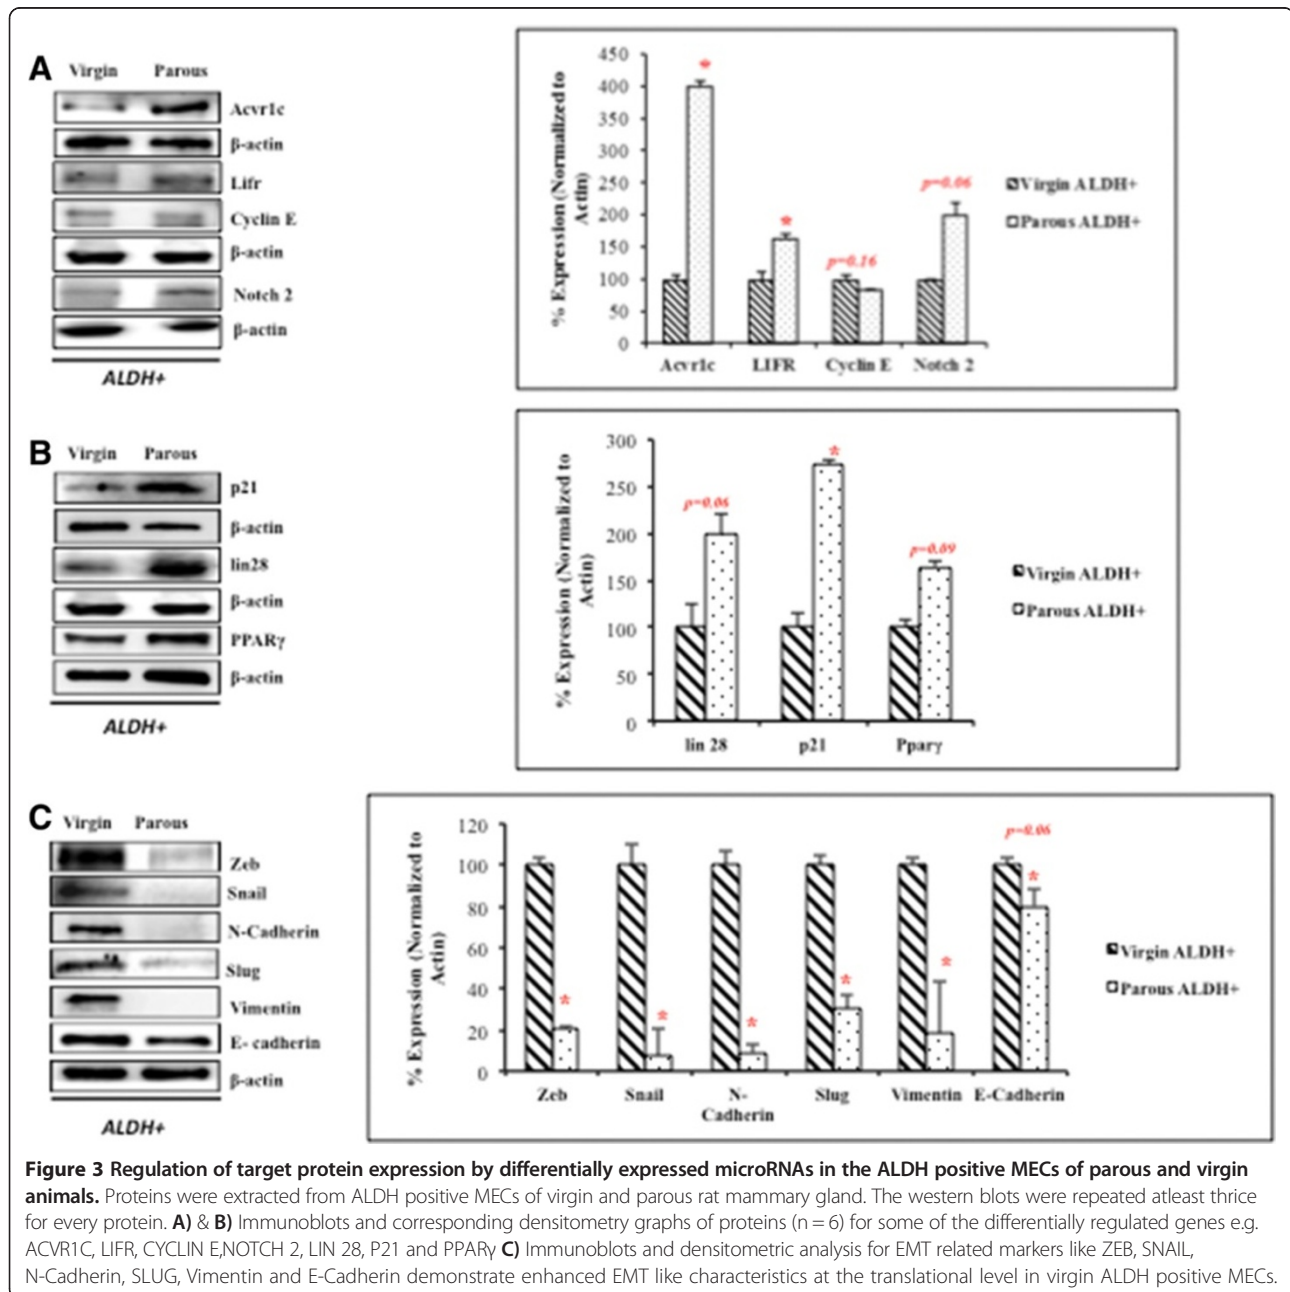 A
Virgin Parous
Acvr1c
β-actin
Lifr
Cyclin E
β-actin
Notch 2
β-actin
ALDH+
% Expression (Normalized to
Actin)
450
400
350
300
250
200
150
100
50
0
*
*
p=0.16
p=0.06
Acvr1c LIFR Cyclin E Notch 2
Virgin ALDH+
Parous ALDH+
B
Virgin Parous
p21
β-actin
lin28
β-actin
PPARγ
β-actin
ALDH+
% Expression (Normalized to
Actin)
300
250
200
150
100
50
0
p=0.06
*
p=0.09
lin 28 p21 Pparγ
Virgin ALDH+
Parous ALDH+
C
Virgin Parous
Zeb
Snail
N-Cadherin
Slug
Vimentin
E- cadherin
β-actin
ALDH+
% Expression (Normalized to
Actin)
120
100
80
60
40
20
0
*
*
*
*
*
p=0.06
*
Zeb Snail N- Slug Vimentin E-Cadherin
Cadherin
Virgin ALDH+
Parous ALDH+
Figure 3 Regulation of target protein expression by differentially expressed microRNAs in the ALDH positive MECs of parous and virgin
animals. Proteins were extracted from ALDH positive MECs of virgin and parous rat mammary gland. The western blots were repeated atleast thrice
for every protein. A) & B) Immunoblots and corresponding densitometry graphs of proteins (n = 6) for some of the differentially regulated genes e.g.
ACVR1C, LIFR, CYCLIN E,NOTCH 2, LIN 28, P21 and PPARγ C) Immunoblots and densitometric analysis for EMT related markers like ZEB, SNAIL,
N-Cadherin, SLUG, Vimentin and E-Cadherin demonstrate enhanced EMT like characteristics at the translational level in virgin ALDH positive MECs.